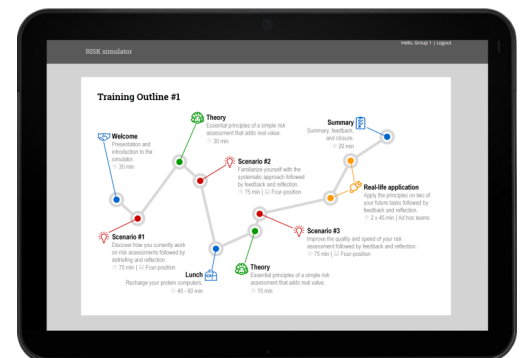 Hello, Group 1 | Logout
RISK simulator
Training Outline #1
Welcome
Presentation and
introduction to the
simulator.
30 min
Theory
Essential principles of a simple risk
assessment that adds real value.
30 min
Summary
Summary, feedback,
and closure.
20 min
Scenario #2
Familiarize yourself with the
systematic approach followed
by feedback and reflection.
75 min | Four-position
Real-life application
Apply the principles on two of
your future tasks followed by
feedback and reflection.
2 x 45 min | Ad hoc teams.
Scenario #1
Discover how you currently work
on risk assessments followed by
debriefing and reflection.
75 min | Four-position
Scenario #3
Improve the quality and speed of your risk
assessment followed by feedback and reflection
75 min | Four-position
Lunch
Recharge your protein computers.
45 - 60 min
Theory
Essential principles of a simple risk
assessment that adds real value.
15 min